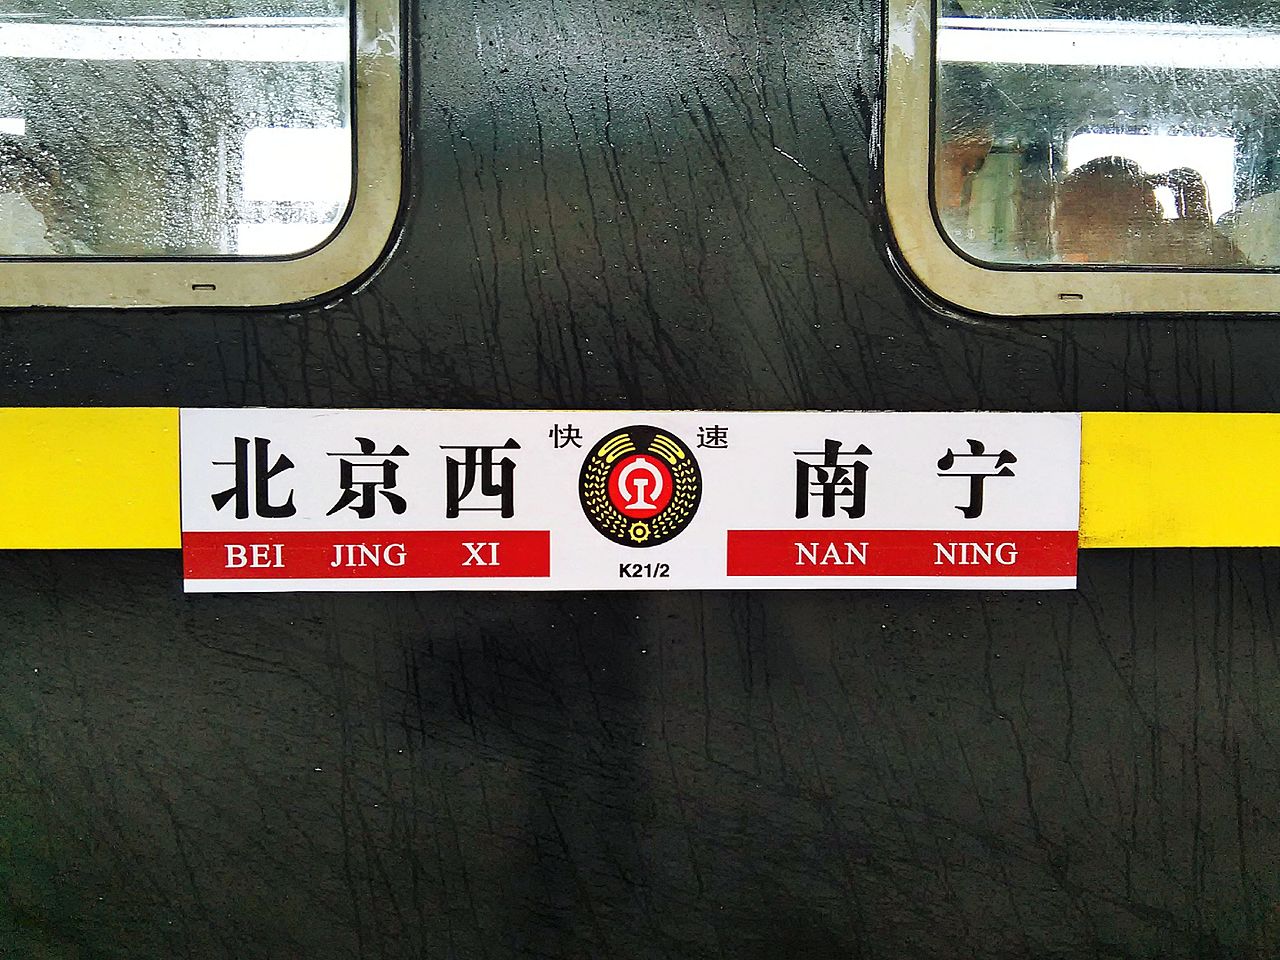 快 速
北京西 南宁
BEI JING XI NAN NING
K21/2